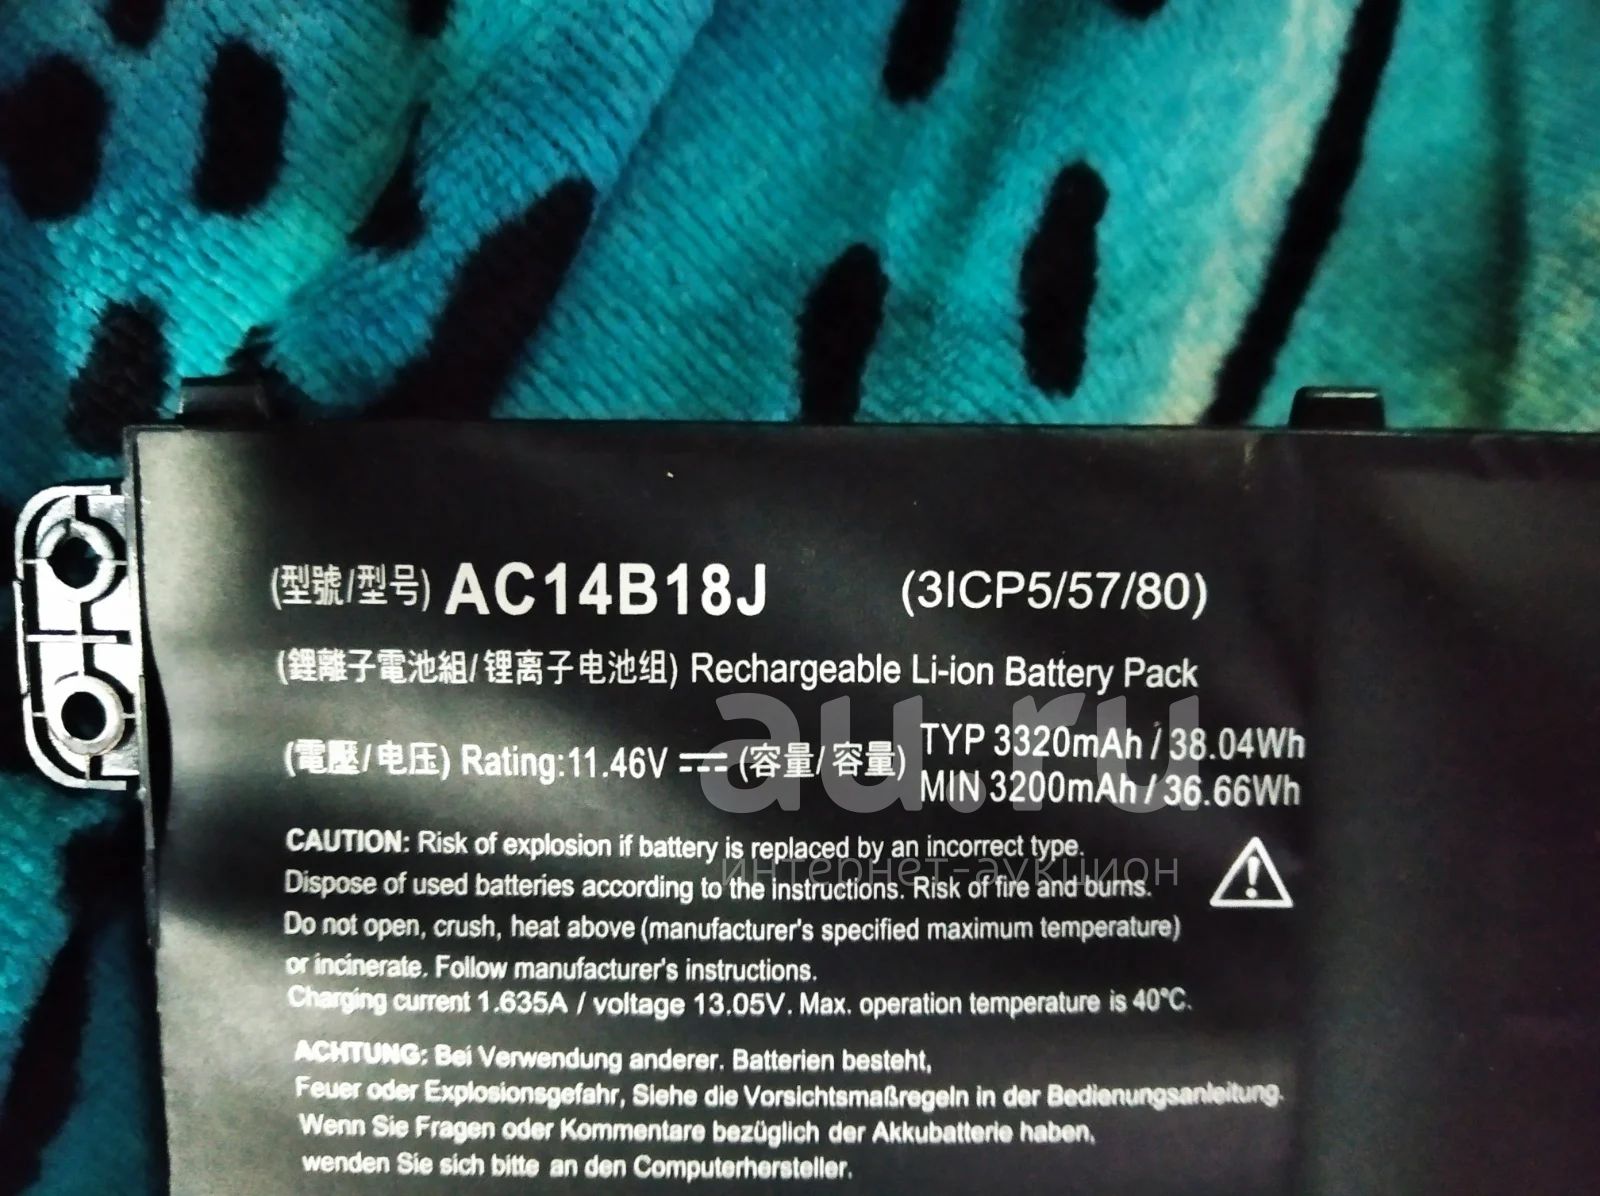 (型號/型号) AC14B18J (3ICP5/57/80)
(鋰離子電池組/锂离子电池组) Rechargeable Li-ion Battery Pack
(電壓/电压) Rating:11.46V (容量/容量) TYP 3320mAh / 38.04Wh
MIN 3200mAh / 36.66Wh
au.ru
интернет-аукцион
CAUTION: Risk of explosion if battery is replaced by an incorrect type.
Dispose of used batteries according to the instructions. Risk of fire and burns.
Do not open, crush, heat above (manufacturer's specified maximum temperature)
or incinerate. Follow manufacturer's instructions.
Charging current 1.635A / voltage 13.05V. Max. operation temperature is 40°C.
ACHTUNG: Bei Verwendung anderer. Batterien besteht,
Feuer oder Explosionsgefahr, Siehe die Vorsichtsmaßregeln in der Bedienungsanleitung.
Wenn Sie Fragen oder Kommentare bezüglich der Akkubatterie haben,
wenden Sie sich bitte an den Computerhersteller.